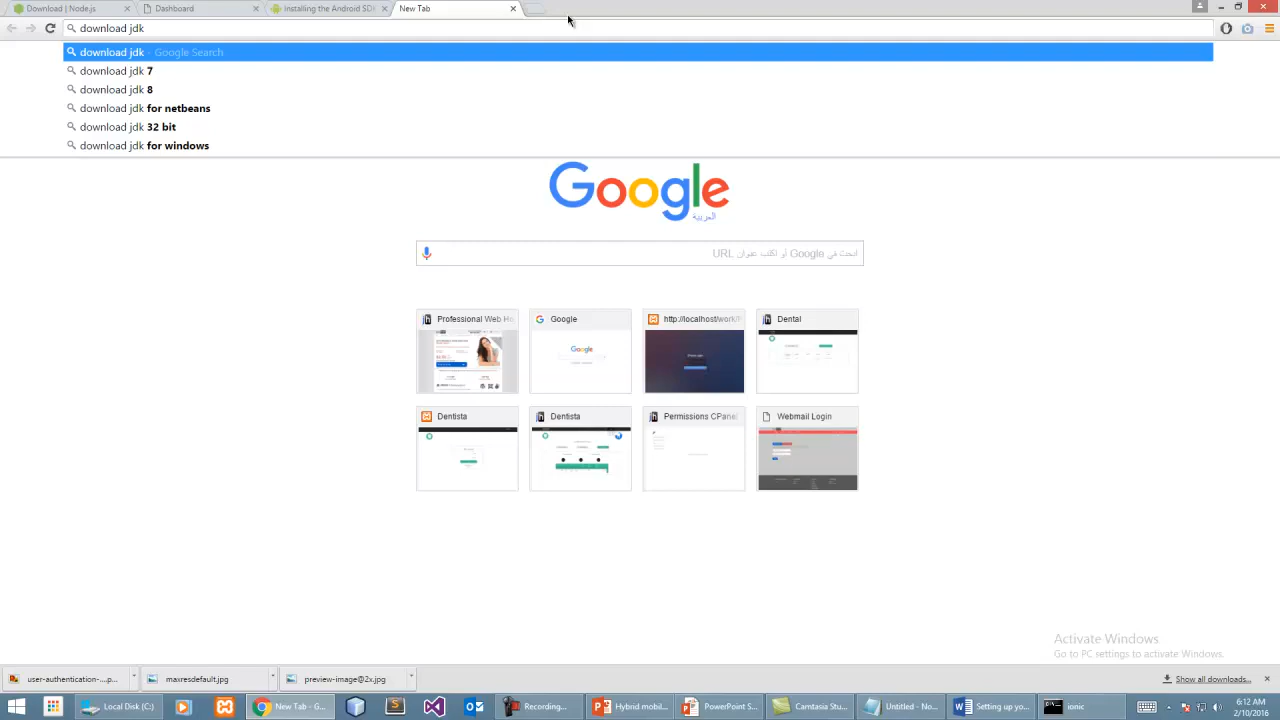 Download | Node.js
Dashboard
installing the Android SD
New Tab
download jdk
download jdk - Google Search
download jdk 7
download jdk 8
download jdk for netbeans
download jdk 32 bit
download jdk for windows
Google
العربية
ابحث في Google أو اكتب عنوان URL
Professional Web Ho
Google
http://localhost/work/
Dental
Dentista
Dentista
Permissions CPane
Webmail Login
Activate Windows
Go to PC settings to activate Windows.
user-authentication-...p...
maxresdefault.jpg
preview-image@2x.jpg
Show all downloads...
Local Disk (C:)
New Tab - G...
Recording...
Hybrid mobil...
PowerPoint S...
Camtasia Stu...
Untitled - No...
Setting up yo...
ionic
6:12 AM
2/10/2016